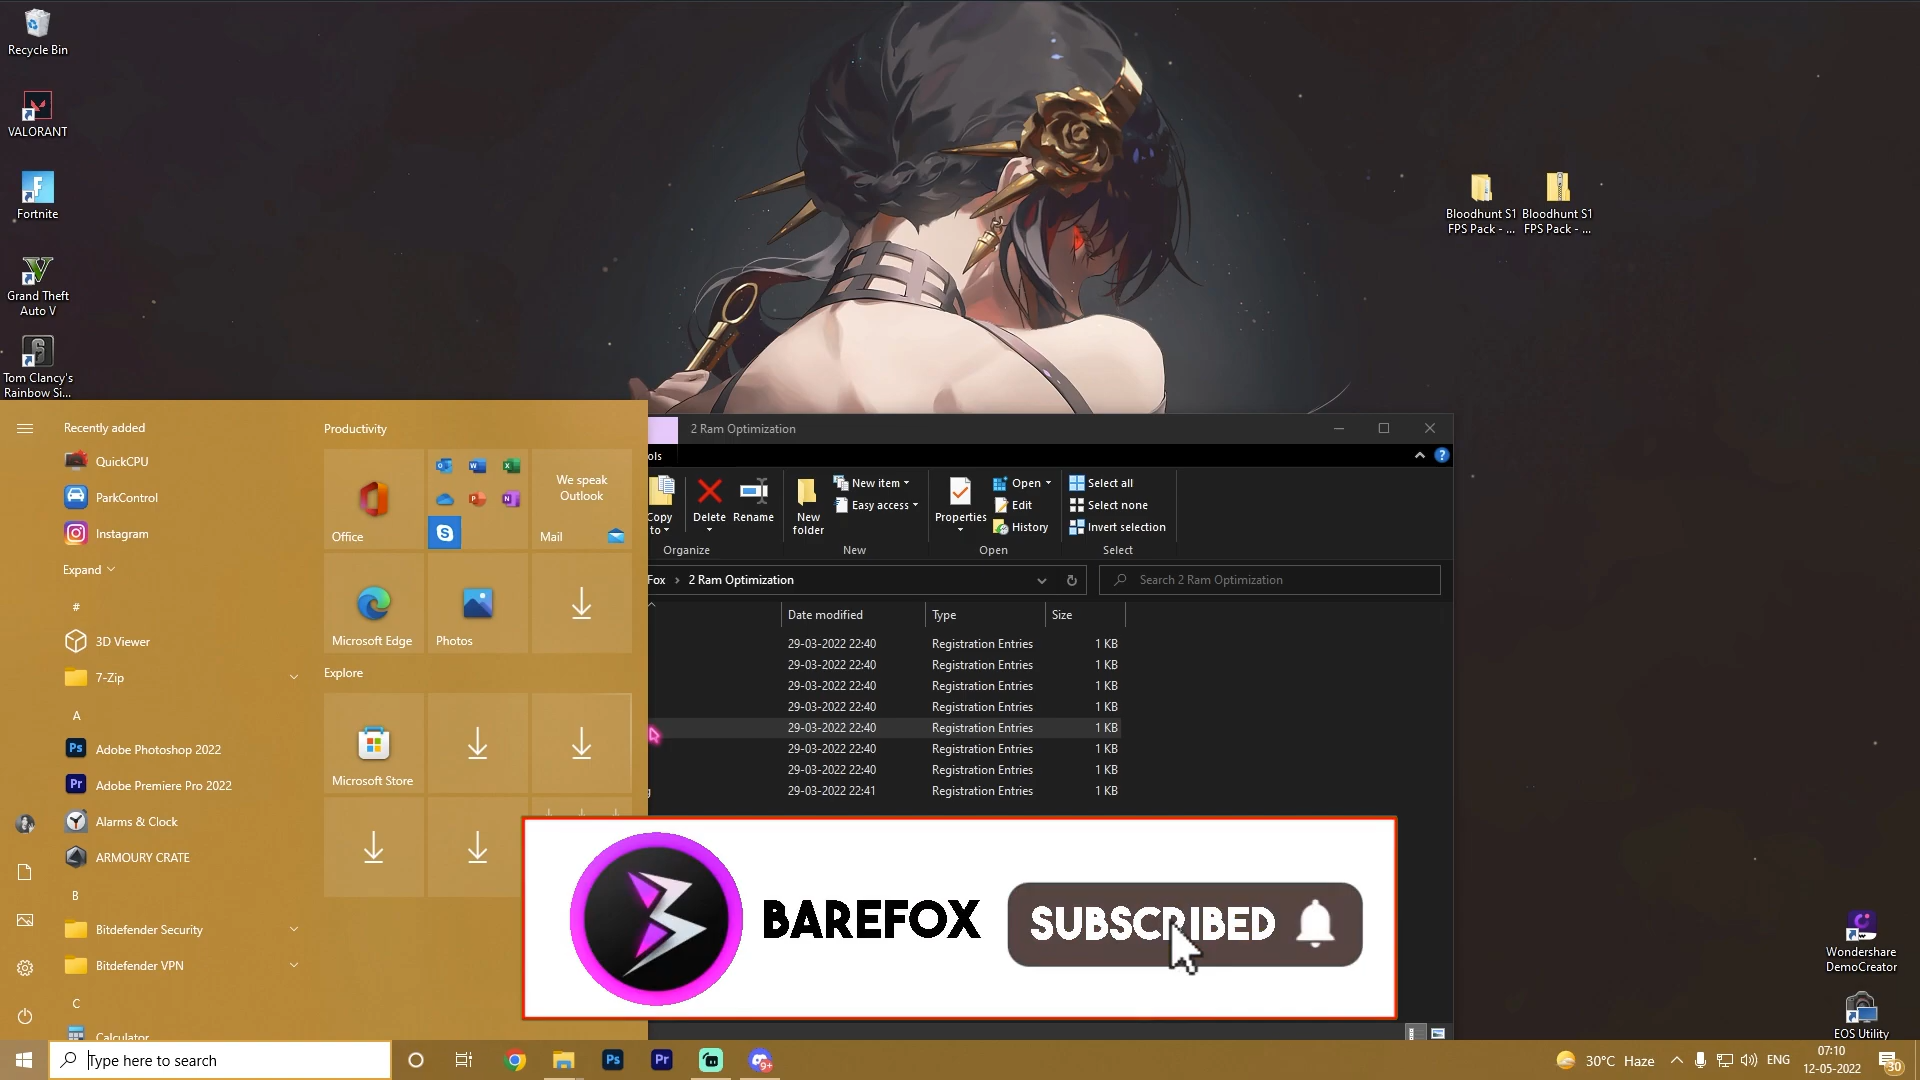 Recycle Bin
VALORANT
Fortnite
Grand Theft
Auto V
Tom Clancy's
Rainbow Si...
Bloodhunt S1
FPS Pack - ...
Bloodhunt S1
FPS Pack - ...
Recently added
QuickCPU
ParkControl
Instagram
Expand
#
3D Viewer
7-Zip
A
Adobe Photoshop 2022
Adobe Premiere Pro 2022
Alarms & Clock
ARMOURY CRATE
B
Bitdefender Security
Bitdefender VPN
C
Calculator
Productivity
Office
We speak
Outlook
Mail
Microsoft Edge
Photos
Explore
Microsoft Store
2 Ram Optimization
ols
Copy
to
Delete
Rename
Organize
New
folder
New item
Easy access
New
Properties
Open
Edit
History
Open
Select all
Select none
Invert selection
Select
Fox > 2 Ram Optimization
Search 2 Ram Optimization
Date modified Type Size
29-03-2022 22:40 Registration Entries 1 KB
29-03-2022 22:40 Registration Entries 1 KB
29-03-2022 22:40 Registration Entries 1 KB
29-03-2022 22:40 Registration Entries 1 KB
29-03-2022 22:40 Registration Entries 1 KB
29-03-2022 22:40 Registration Entries 1 KB
29-03-2022 22:40 Registration Entries 1 KB
g 29-03-2022 22:41 Registration Entries 1 KB
BAREFOX
SUBSCRIBED
Wondershare
DemoCreator
EOS Utility
Type here to search
Ps
Pr
9+
30°C Haze
ENG
07:10
12-05-2022
30